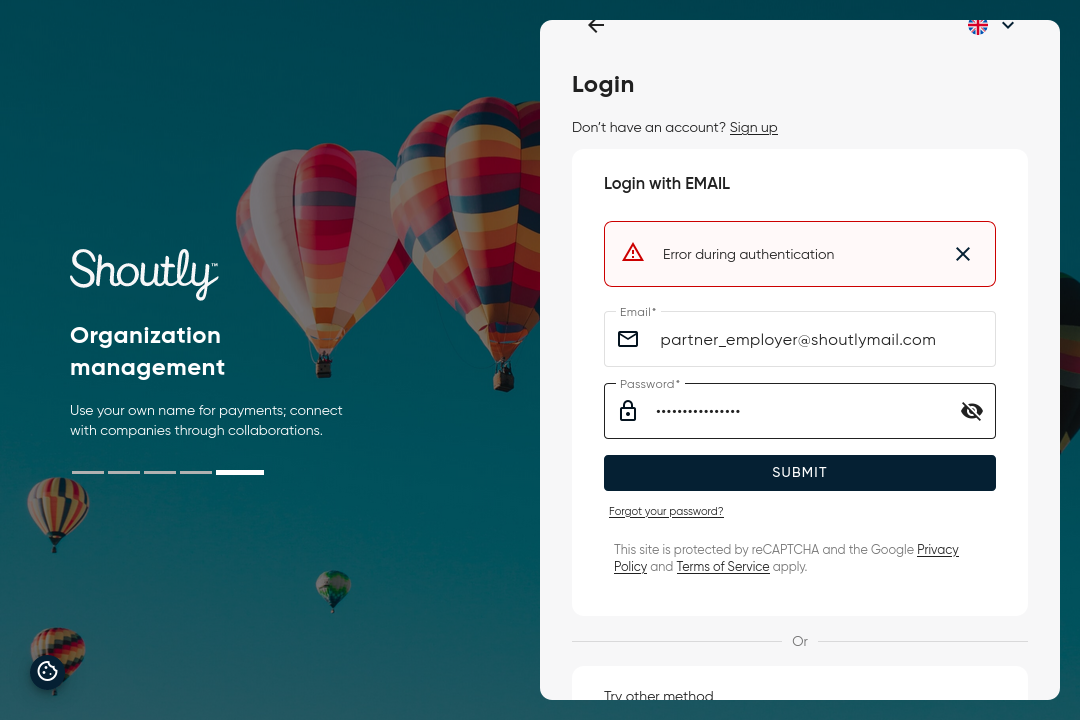 Shoutly™
Organization
management
Use your own name for payments; connect
with companies through collaborations.
Login
Don't have an account? Sign up
Login with EMAIL
Error during authentication
Email*
partner_employer@shoutlymail.com
Password*
••••••••••••••••
SUBMIT
Forgot your password?
This site is protected by reCAPTCHA and the Google Privacy
Policy and Terms of Service apply.
Or
Try other method